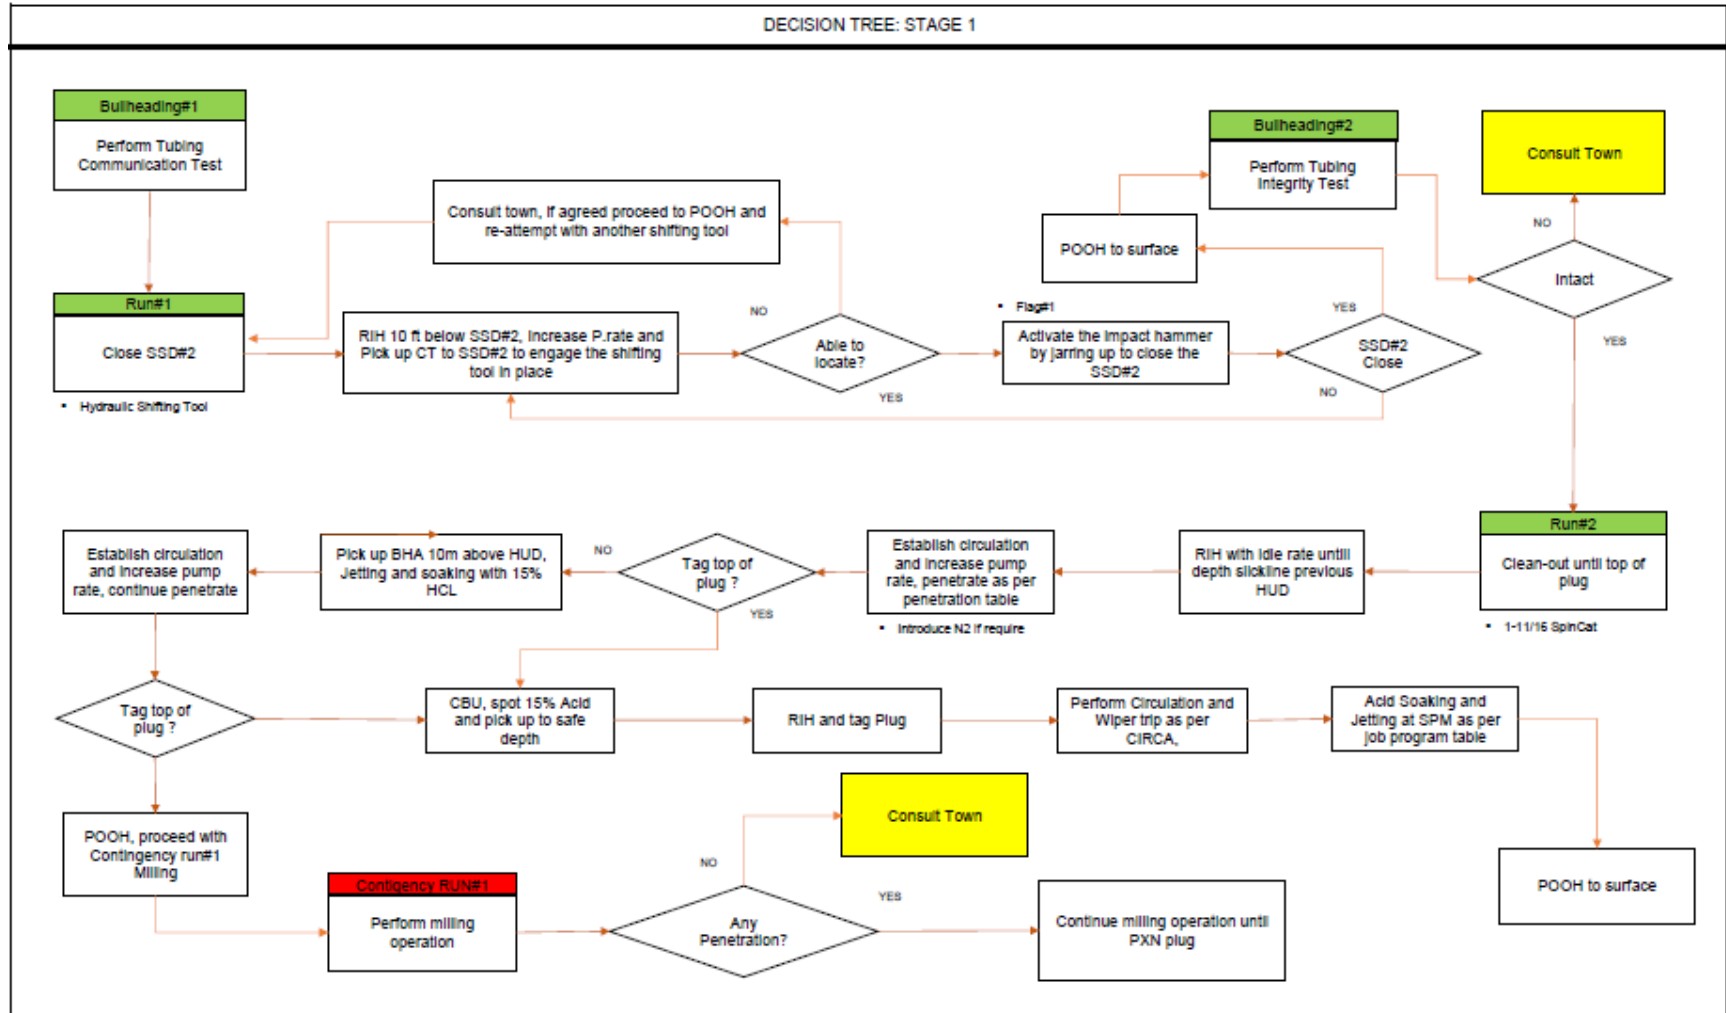 DECISION TREE: STAGE 1
Bullheading#1
Perform Tubing
Communication Test
Bullheading#2
Perform Tubing
Integrity Test
Consult Town
Consult town, if agreed proceed to POOH and
re-attempt with another shifting tool
POOH to surface
NO
Intact
YES
Run#1
Close SSD#2
▪ Hydraulic Shifting Tool
RIH 10 ft below SSD#2, increase P.rate and
Pick up CT to SSD#2 to engage the shifting
tool in place
NO
Able to
locate?
YES
▪ Flag#1
Activate the impact hammer
by jarring up to close the
SSD#2
YES
SSD#2
Close
NO
Run#2
Clean-out until top of
plug
▪ 1-11/16 SpinCat
RIH with idle rate untill
depth slickline previous
HUD
Establish circulation
and increase pump
rate, penetrate as per
penetration table
▪ Introduce N2 if require
Tag top of
plug ?
NO
YES
Pick up BHA 10m above HUD,
Jetting and soaking with 15%
HCL
Establish circulation
and increase pump
rate, continue penetrate
Tag top of
plug ?
CBU, spot 15% Acid
and pick up to safe
depth
RIH and tag Plug
Perform Circulation and
Wiper trip as per
CIRCA,
Acid Soaking and
Jetting at SPM as per
job program table
POOH to surface
POOH, proceed with
Contingency run#1
Milling
Contigency RUN#1
Perform milling
operation
Any
Penetration?
NO
Consult Town
YES
Continue milling operation until
PXN plug